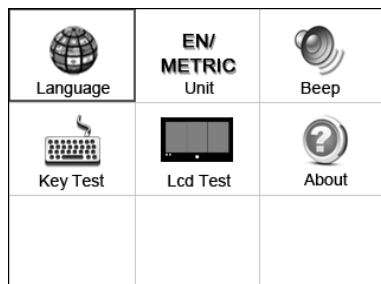 EN/
METRIC
Language
Unit
Beep
Key Test
Lcd Test
About